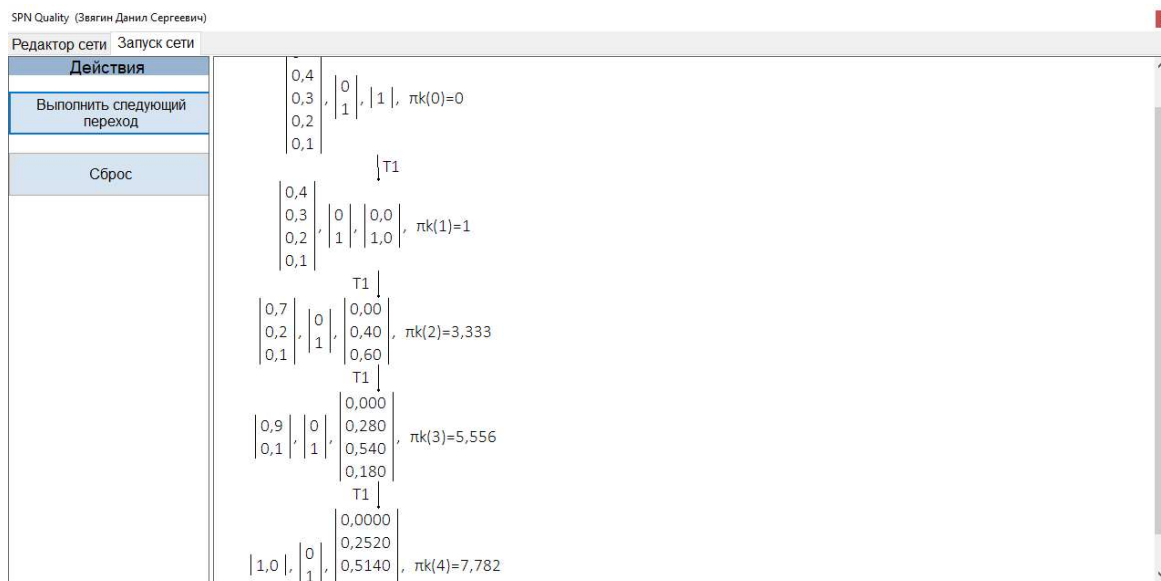 SPN Quality (Звягин Данил Сергеевич)
Редактор сети Запуск сети
Действия
Выполнить следующий
переход
Сброс
0,4
0,3
0,2
0,1
, 0
1
, 1 , πk(0)=0
T1
0,4
0,3
0,2
0,1
, 0
1
, 0,0
1,0
, πk(1)=1
T1
0,7
0,2
0,1
, 0
1
, 0,00
0,40
0,60
, πk(2)=3,333
T1
0,9
0,1
, 0
1
, 0,000
0,280
0,540
0,180
, πk(3)=5,556
T1
1,0 , 0
1
, 0,0000
0,2520
0,5140
, πk(4)=7,782